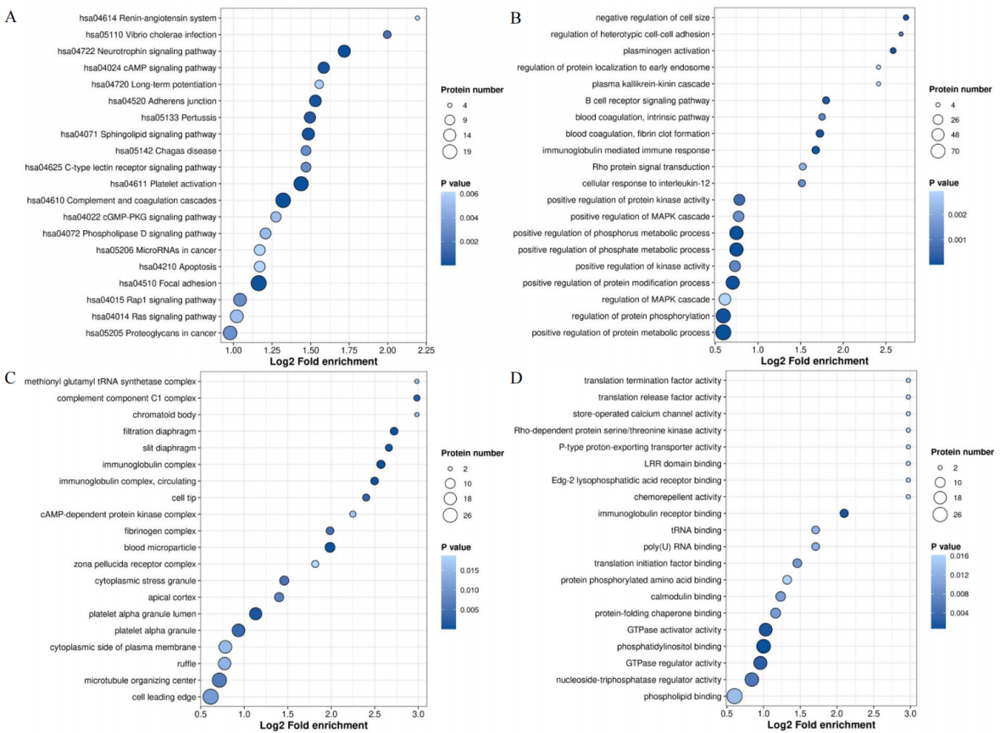 A
hsa04614 Renin-angiotensin system
hsa05110 Vibrio cholerae infection
hsa04722 Neurotrophin signaling pathway
hsa04024 cAMP signaling pathway
hsa04720 Long-term potentiation
hsa04520 Adherens junction
hsa05133 Pertussis
hsa04071 Sphingolipid signaling pathway
hsa05142 Chagas disease
hsa04625 C-type lectin receptor signaling pathway
hsa04611 Platelet activation
hsa04610 Complement and coagulation cascades
hsa04022 cGMP-PKG signaling pathway
hsa04072 Phospholipase D signaling pathway
hsa05206 MicroRNAs in cancer
hsa04210 Apoptosis
hsa04510 Focal adhesion
hsa04015 Rap1 signaling pathway
hsa04014 Ras signaling pathway
hsa05205 Proteoglycans in cancer
1.00 1.25 1.50 1.75 2.00 2.25
Log2 Fold enrichment
Protein number
4
9
14
19
P value
0.006
0.004
0.002
B
negative regulation of cell size
regulation of heterotypic cell-cell adhesion
plasminogen activation
regulation of protein localization to early endosome
plasma kallikrein-kinin cascade
B cell receptor signaling pathway
blood coagulation, intrinsic pathway
blood coagulation, fibrin clot formation
immunoglobulin mediated immune response
Rho protein signal transduction
cellular response to interleukin-12
positive regulation of protein kinase activity
positive regulation of MAPK cascade
positive regulation of phosphorus metabolic process
positive regulation of phosphate metabolic process
positive regulation of kinase activity
positive regulation of protein modification process
regulation of MAPK cascade
regulation of protein phosphorylation
positive regulation of protein metabolic process
0.5 1.0 1.5 2.0 2.5
Log2 Fold enrichment
Protein number
4
26
48
70
P value
0.002
0.001
C
methionyl glutamyl tRNA synthetase complex
complement component C1 complex
chromatoid body
filtration diaphragm
slit diaphragm
immunoglobulin complex
immunoglobulin complex, circulating
cell tip
cAMP-dependent protein kinase complex
fibrinogen complex
blood microparticle
zona pellucida receptor complex
cytoplasmic stress granule
apical cortex
platelet alpha granule lumen
platelet alpha granule
cytoplasmic side of plasma membrane
ruffle
microtubule organizing center
cell leading edge
1.0 1.5 2.0 2.5 3.0
Log2 Fold enrichment
Protein number
2
10
18
26
P value
0.015
0.010
0.005
D
translation termination factor activity
translation release factor activity
store-operated calcium channel activity
Rho-dependent protein serine/threonine kinase activity
P-type proton-exporting transporter activity
LRR domain binding
Edg-2 lysophosphatidic acid receptor binding
chemorepellent activity
immunoglobulin receptor binding
tRNA binding
poly(U) RNA binding
translation initiation factor binding
protein phosphorylated amino acid binding
calmodulin binding
protein-folding chaperone binding
GTPase activator activity
phosphatidylinositol binding
GTPase regulator activity
nucleoside-triphosphatase regulator activity
phospholipid binding
0.5 1.0 1.5 2.0 2.5 3.0
Log2 Fold enrichment
Protein number
2
10
18
26
P value
0.016
0.012
0.008
0.004